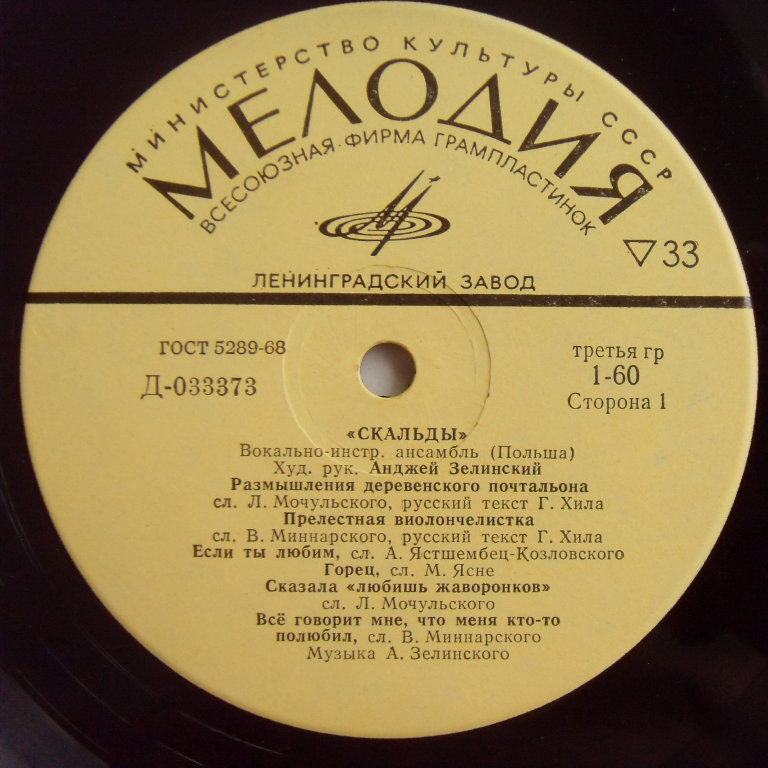 МИНИСТЕРСТВО КУЛЬТУРЫ СССР
МЕЛОДИЯ
ВСЕСОЮЗНАЯ ФИРМА ГРАМПЛАСТИНОК
▽33
ЛЕНИНГРАДСКИЙ ЗАВОД
ГОСТ 5289-68
третья гр
Д-033373
1-60
Сторона 1
«СКАЛЬДЫ»
Вокально-инстр. ансамбль (Польша)
Худ. рук. Анджей Зелинский
Размышления деревенского почтальона
сл. Л. Мочульского, русский текст Г. Хила
Прелестная виолончелистка
сл. В. Миннарского, русский текст Г. Хила
Если ты любим, сл. А. Ястшембец-Козловского
Горец, сл. М. Ясне
Сказала «любишь жаворонков»
сл. Л. Мочульского
Всё говорит мне, что меня кто-то
полюбил, сл. В. Миннарского
Музыка А. Зелинского